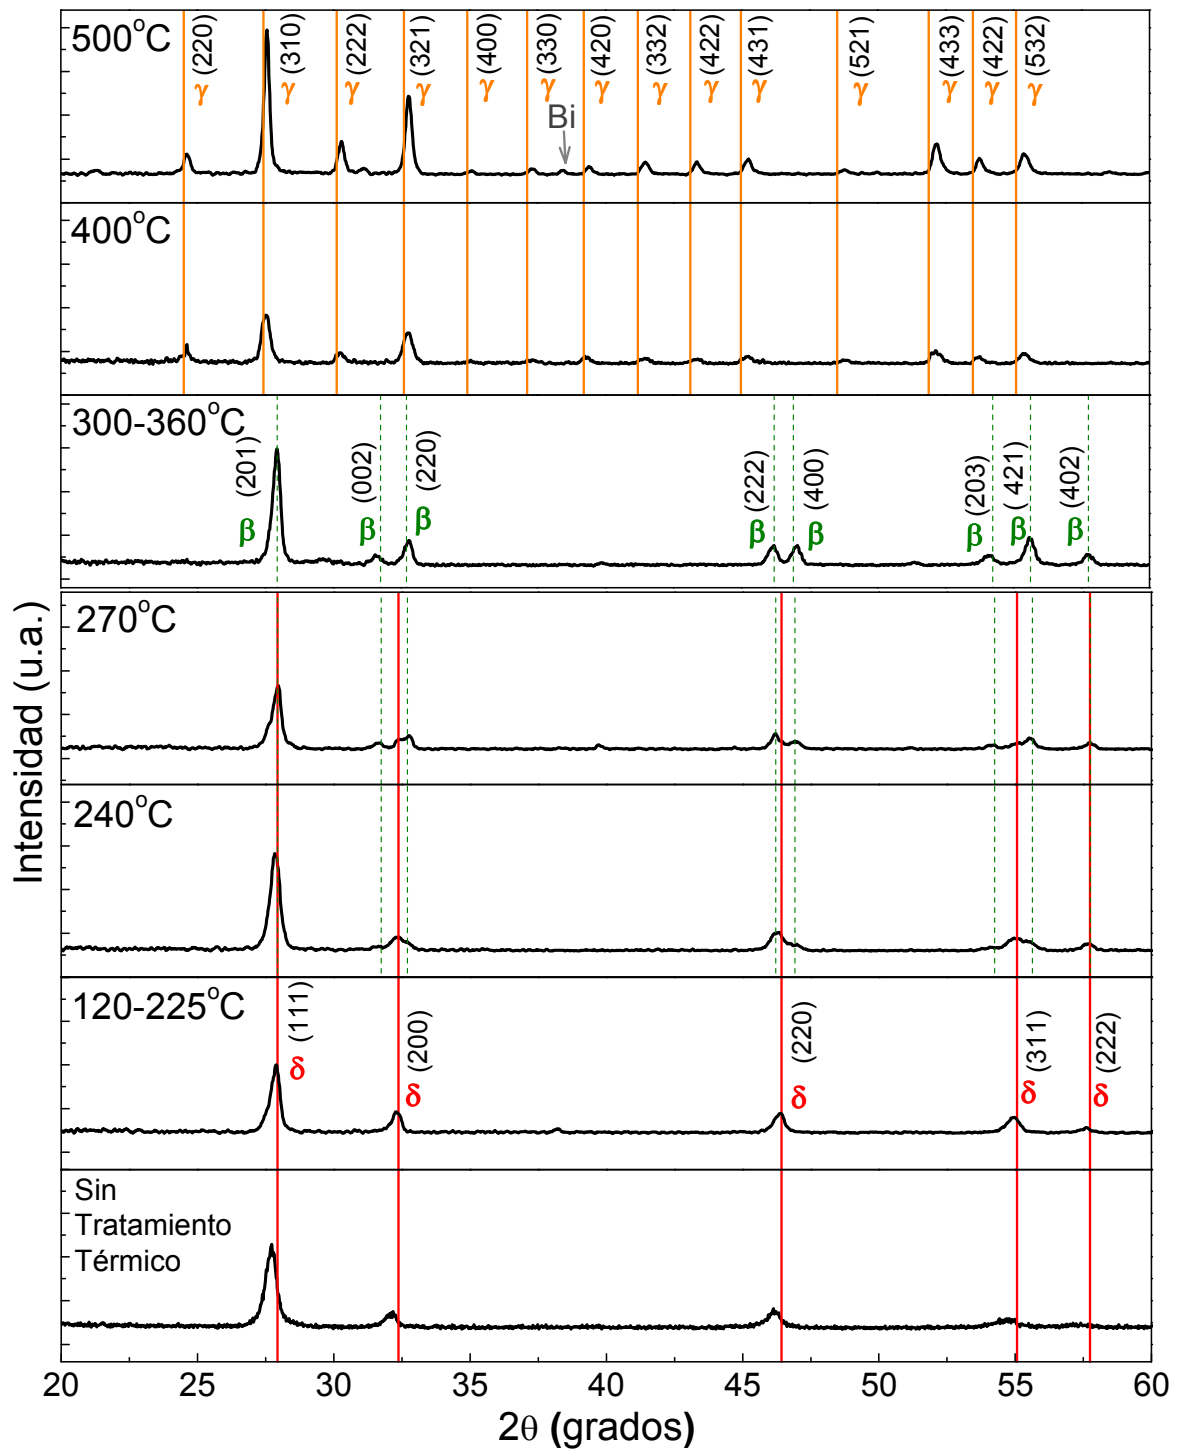 500°C
(220) (310) (222) (321) (400) (330) (420) (332) (422) (431) (521) (433) (422) (532)
γ γ γ γ γ γ γ γ γ γ γ γ γ γ
Bi
400°C
300-360°C
(201) (002) (220) (222) (400) (203) ( 421) (402)
β β β β β β β β
270°C
240°C
120-225°C
(111) (200) (220) (311) (222)
δ δ δ δ δ
Sin
Tratamiento
Térmico
Intensidad (u.a.)
20 25 30 35 40 45 50 55 60
2θ (grados)